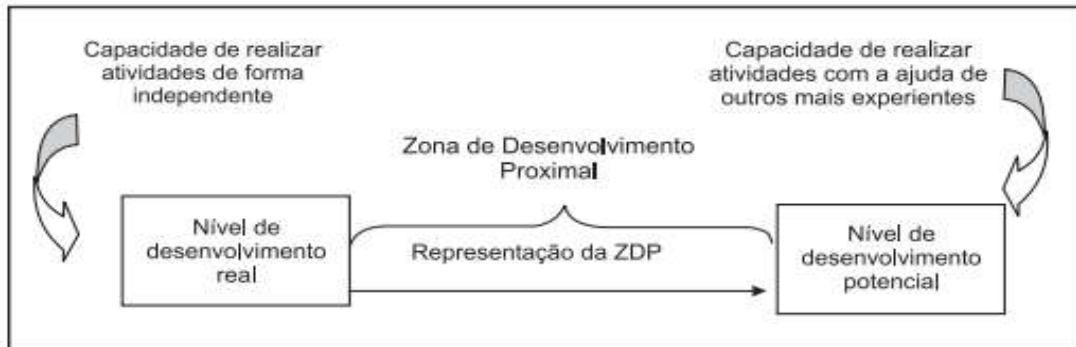 Capacidade de realizar
atividades de forma
independente
Capacidade de realizar
atividades com a ajuda de
outros mais experientes
Zona de Desenvolvimento
Proximal
Nível de
desenvolvimento
real
Representação da ZDP
Nível de
desenvolvimento
potencial